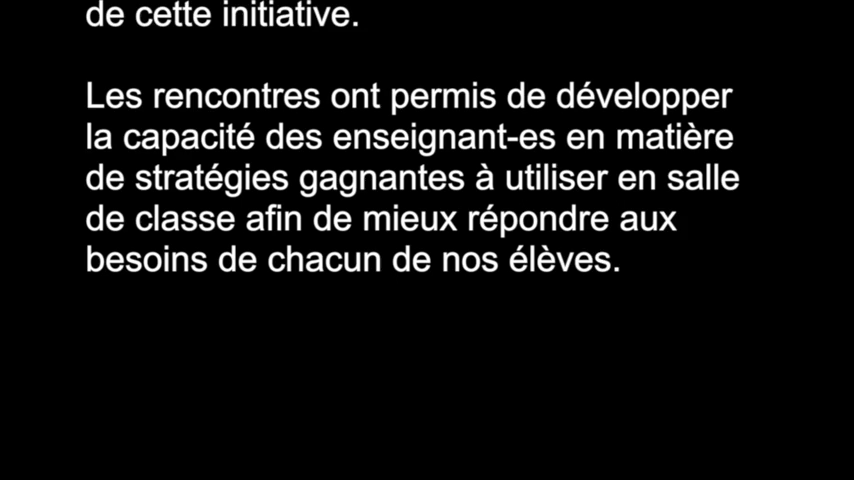 de cette initiative.
Les rencontres ont permis de développer
la capacité des enseignant-es en matière
de stratégies gagnantes à utiliser en salle
de classe afin de mieux répondre aux
besoins de chacun de nos élèves.